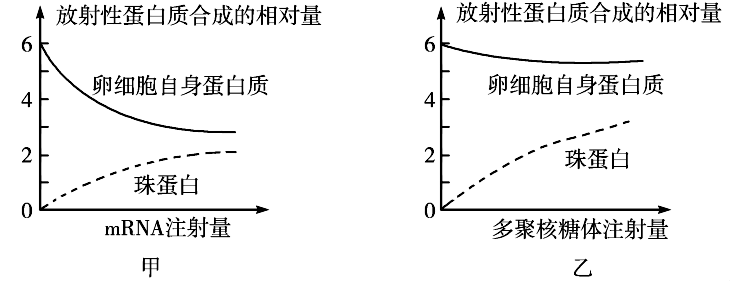 放射性蛋白质合成的相对量
6
4
2
0
卵细胞自身蛋白质
珠蛋白
mRNA注射量
甲
放射性蛋白质合成的相对量
6
4
2
0
卵细胞自身蛋白质
珠蛋白
多聚核糖体注射量
乙